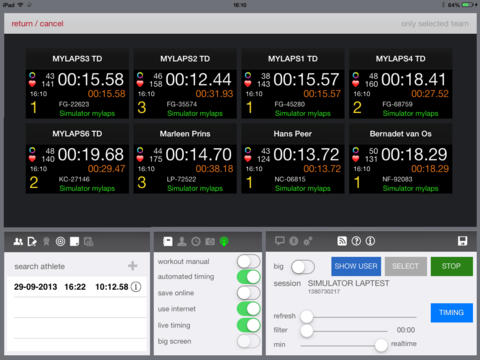 iPad 16:10 64%
return / cancel only selected team
MYLAPS3 TD MYLAPS2 TD MYLAPS1 TD MYLAPS4 TD
43 141 00:15.58 46 158 00:12.44 38 143 00:15.57 48 160 00:18.41
16:10 00:15.58 16:10 00:31.93 16:10 00:15.57 16:10 00:27.52
1 FG-22623 3 FG-35574 1 FG-45280 2 FG-68759
Simulator mylaps Simulator mylaps Simulator mylaps Simulator mylaps
MYLAPS6 TD Marleen Prins Hans Peer Bernadet van Os
48 144 00:19.68 44 175 00:14.70 40 124 00:13.72 50 131 00:18.29
16:10 00:29.47 16:10 00:38.18 16:10 00:13.72 16:10 00:18.29
2 KC-27146 3 LP-72522 1 NC-06815 1 NF-92083
Simulator mylaps Simulator mylaps Simulator mylaps Simulator mylaps
search athlete
29-09-2013 16:22 10:12.58
workout manual
automated timing
save online
use internet
live timing
big screen
big SHOW USER SELECT STOP
session SIMULATOR LAPTEST
1380730217
TIMING
refresh
filter 00:00
min realtime